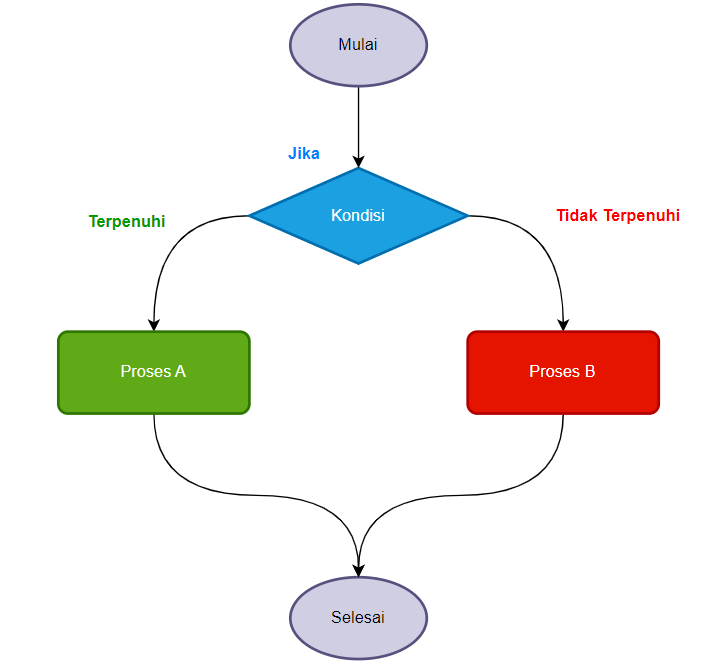 Mulai
Jika
Kondisi
Terpenuhi
Tidak Terpenuhi
Proses A
Proses B
Selesai